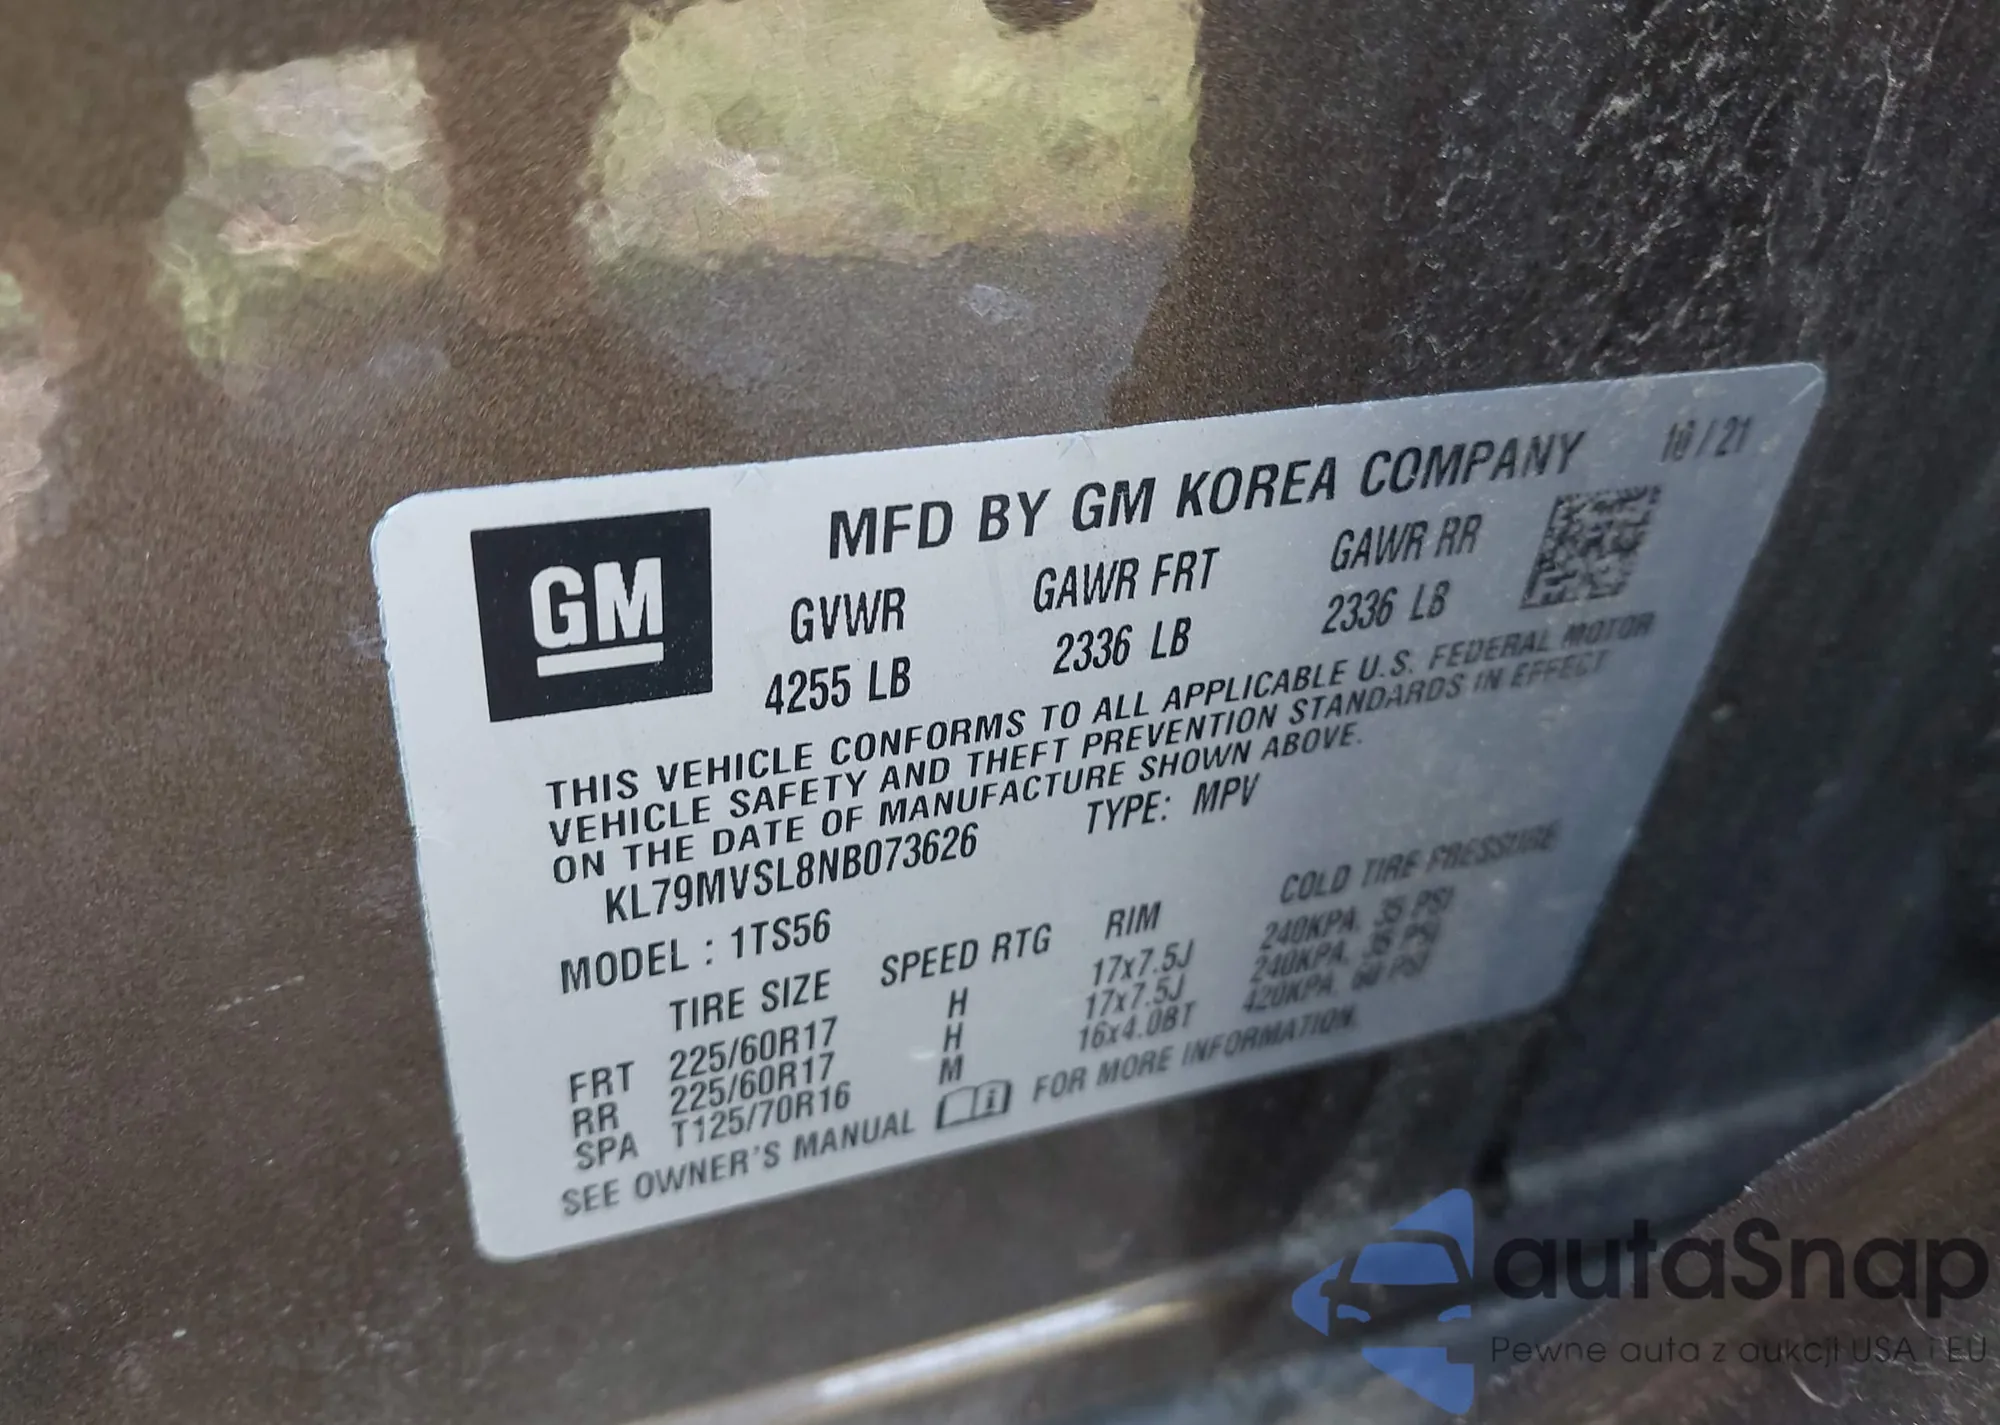 MFD BY GM KOREA COMPANY 10/21
GM
GVWR GAWR FRT GAWR RR
4255 LB 2336 LB 2336 LB
THIS VEHICLE CONFORMS TO ALL APPLICABLE U.S. FEDERAL MOTOR
VEHICLE SAFETY AND THEFT PREVENTION STANDARDS IN EFFECT
ON THE DATE OF MANUFACTURE SHOWN ABOVE.
KL79MVSL8NB073626 TYPE: MPV
MODEL : 1TS56
TIRE SIZE SPEED RTG RIM COLD TIRE PRESSURE
FRT 225/60R17 H 17x7.5J 240KPA, 35 PSI
RR 225/60R17 H 17x7.5J 240KPA, 35 PSI
SPA T125/70R16 M 16x4.0BT 420KPA, 60 PSI
SEE OWNER'S MANUAL FOR MORE INFORMATION.
autaSnap
Pewne auta z aukcji USA i EU